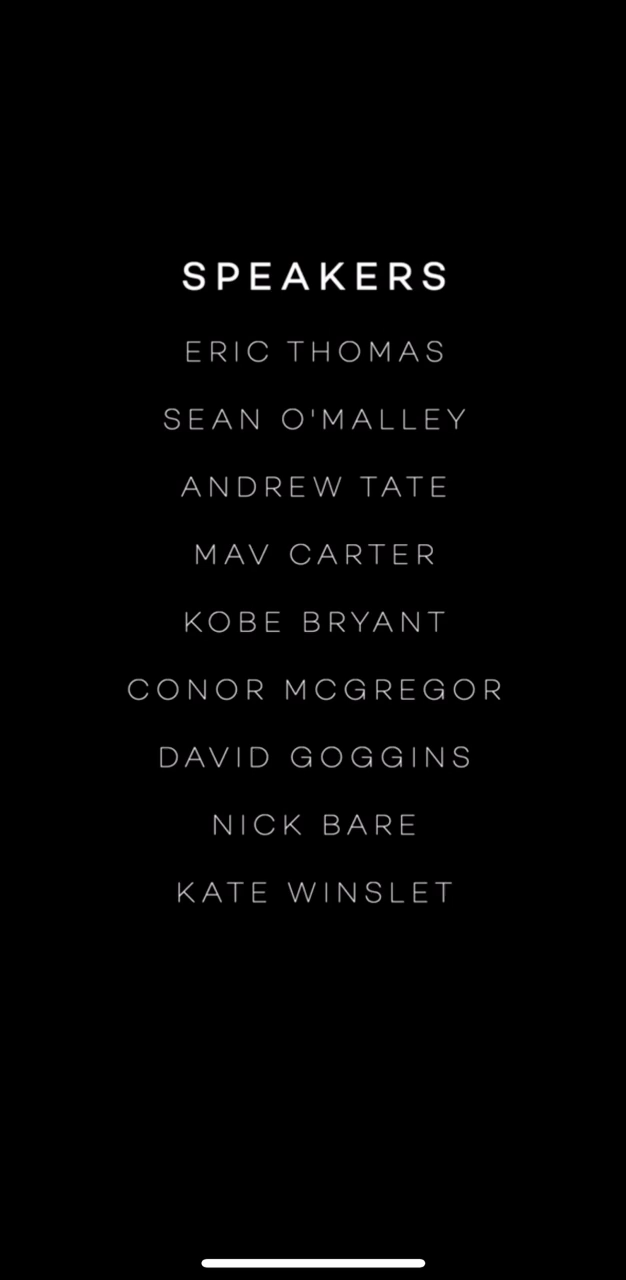 SPEAKERS
ERIC THOMAS
SEAN O'MALLEY
ANDREW TATE
MAV CARTER
KOBE BRYANT
CONOR MCGREGOR
DAVID GOGGINS
NICK BARE
KATE WINSLET